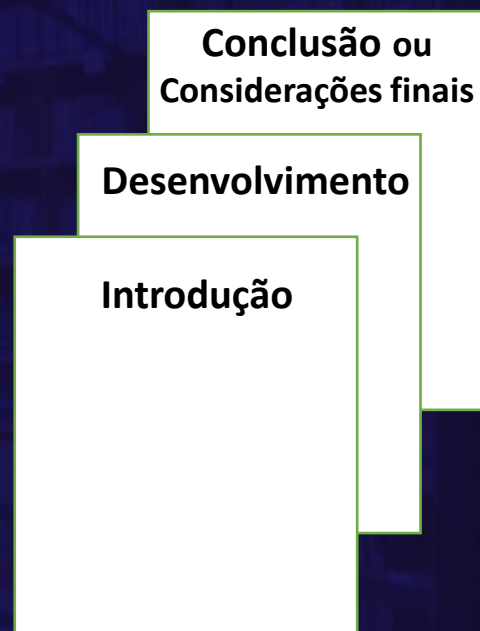 Conclusão ou
Considerações finais
Desenvolvimento
Introdução